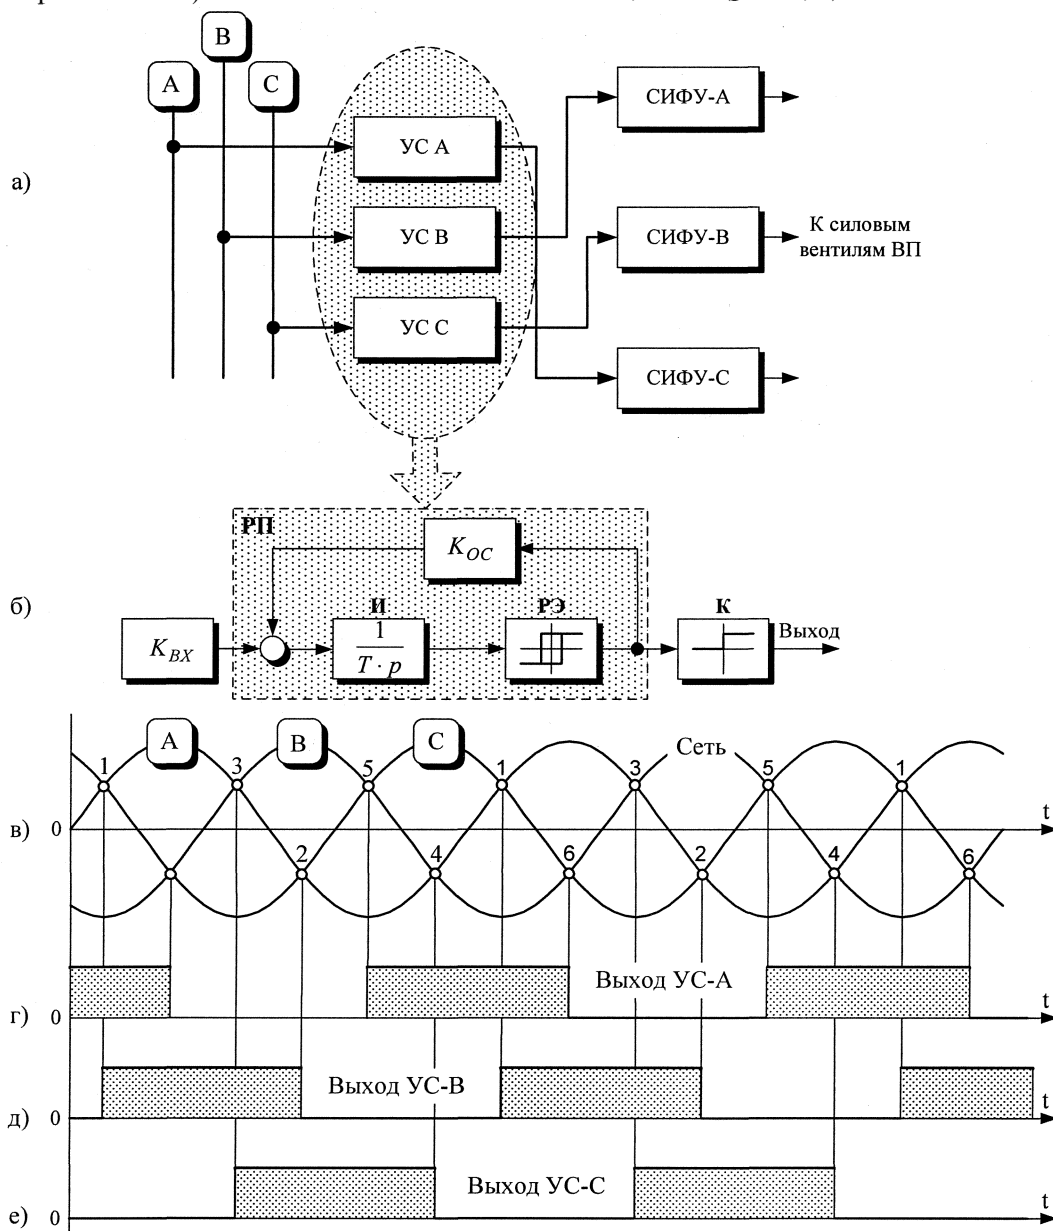 B
A
C
СИФУ-А
УС А
а)
УС В
СИФУ-В
К силовым
вентилям ВП
УС С
СИФУ-С
РП
K_OC
б)
И
РЭ
К
K_BX
1
T · p
Выход
A
B
C
Сеть
1
3
5
1
3
5
1
в)
0
t
2
4
6
2
4
6
Выход УС-А
г)
0
t
Выход УС-В
д)
0
t
Выход УС-С
е)
0
t